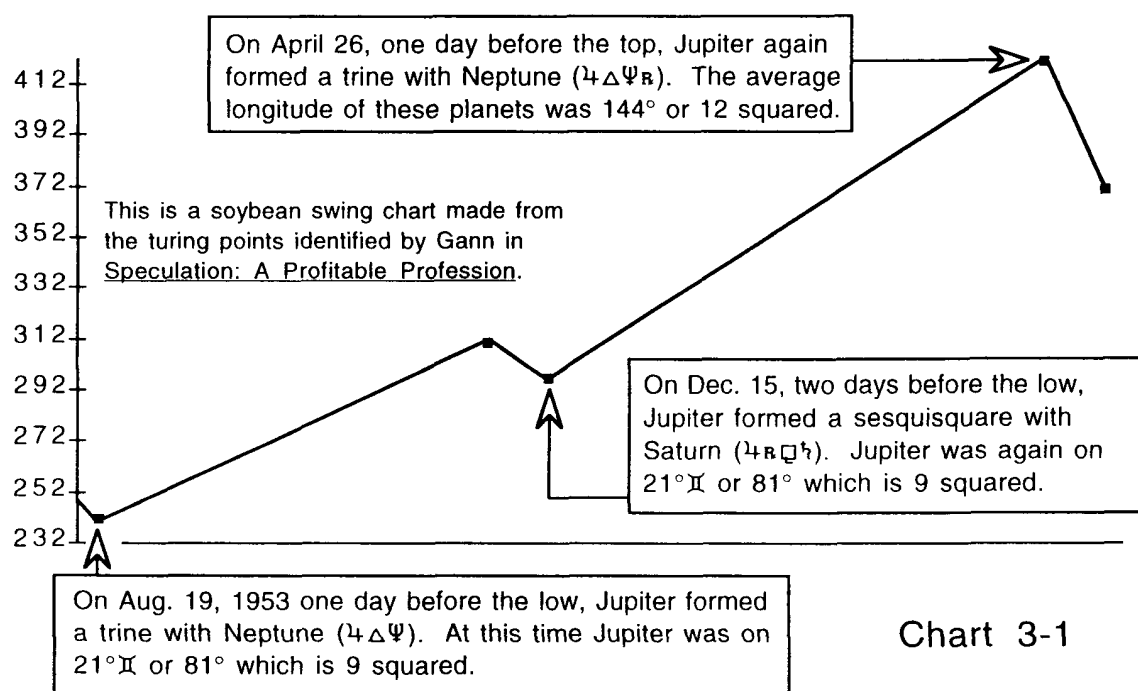 On April 26, one day before the top, Jupiter again
formed a trine with Neptune (♃△♆℞). The average
longitude of these planets was 144° or 12 squared.
412
392
372
352
332
312
292
272
252
232
This is a soybean swing chart made from
the turing points identified by Gann in
Speculation: A Profitable Profession.
On Dec. 15, two days before the low,
Jupiter formed a sesquisquare with
Saturn (♃℞⚼♄). Jupiter was again on
21°♊ or 81° which is 9 squared.
On Aug. 19, 1953 one day before the low, Jupiter formed
a trine with Neptune (♃△♆). At this time Jupiter was on
21°♊ or 81° which is 9 squared.
Chart 3-1